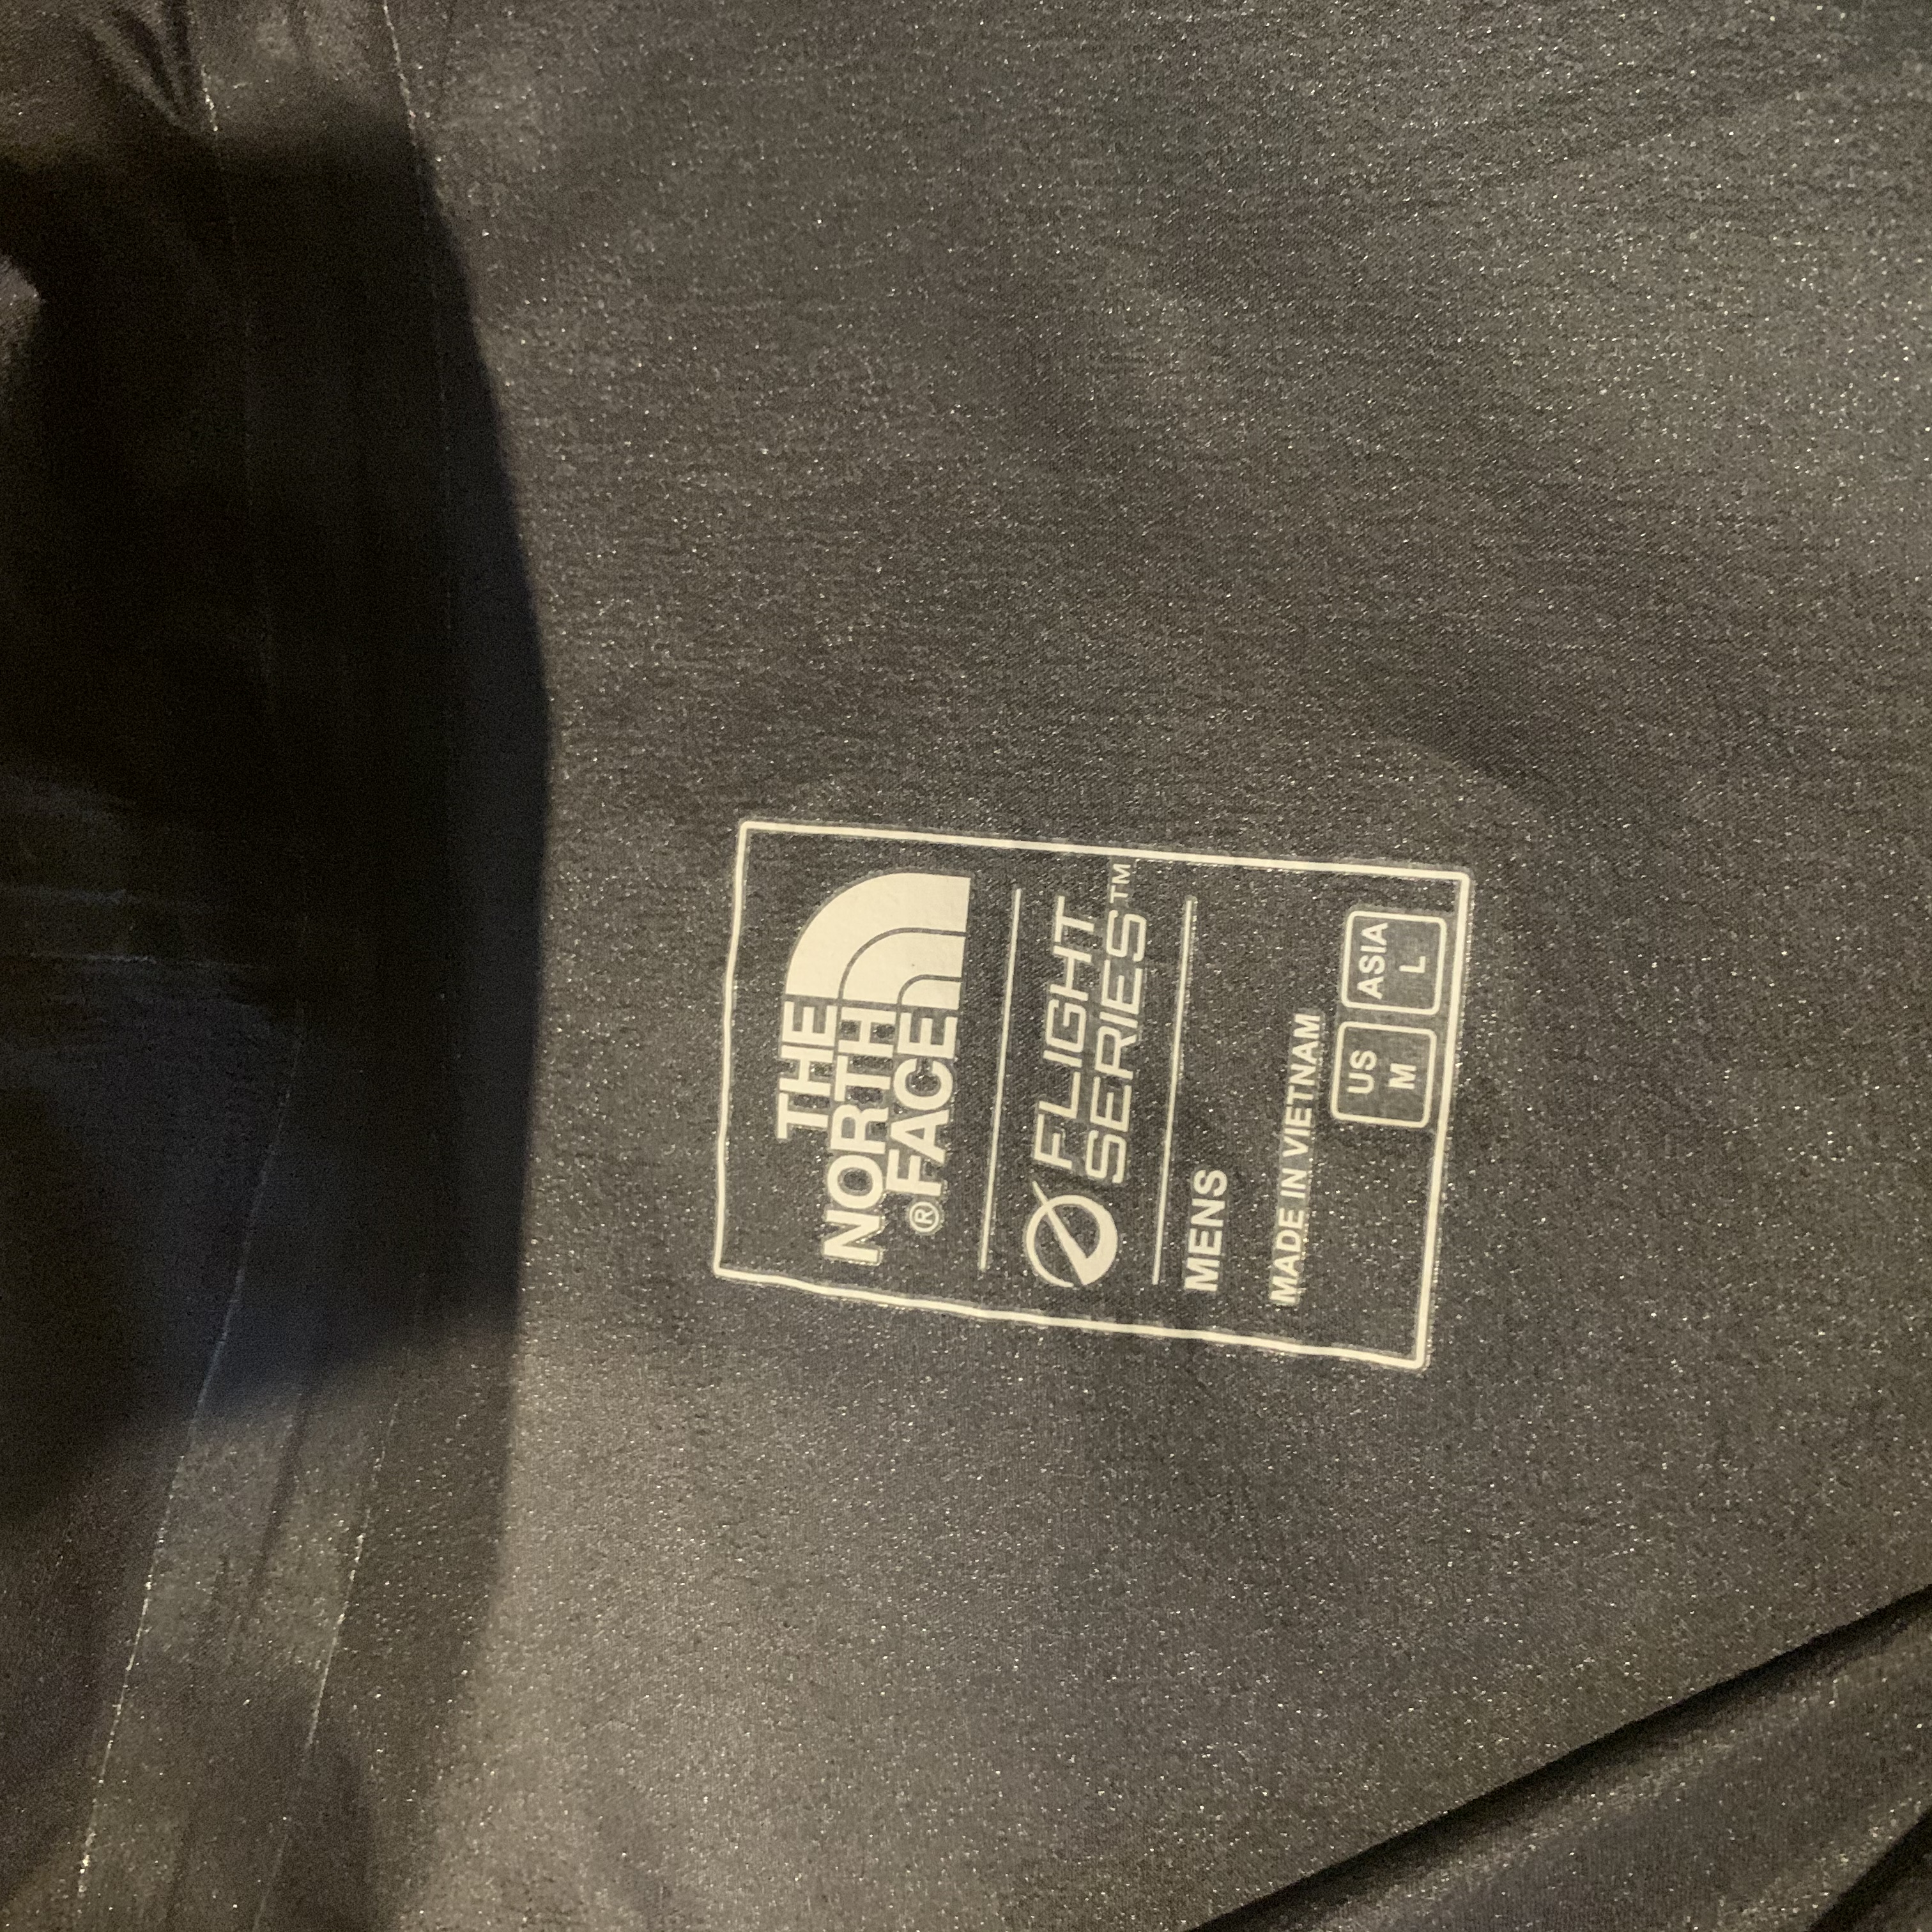 THE
NORTH
®FACE
FLIGHT
SERIES™
MENS
MADE IN VIETNAM
US ASIA
M L